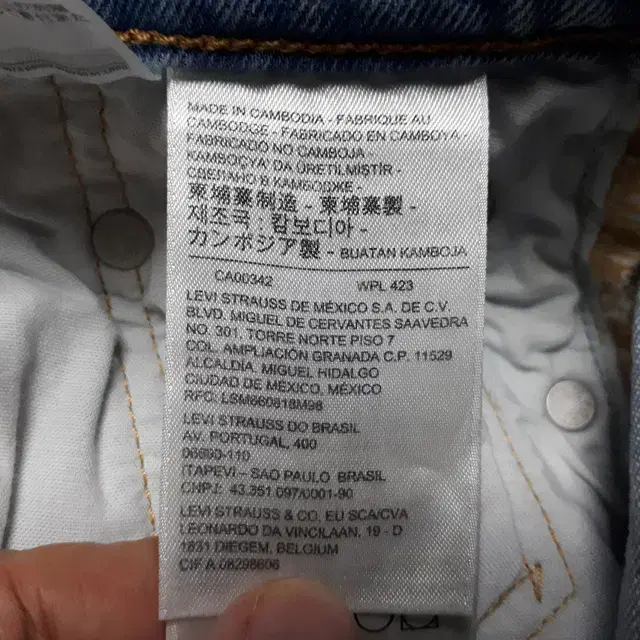 MADE IN CAMBODIA - FABRIQUE AU
CAMBODGE - FABRICADO EN CAMBOYA -
FABRICADO NO CAMBOJA
KAMBOÇYA' DA ÜRETILMIŞTIR -
СДЕЛАНО В КАМБОДЖЕ -
柬埔寨制造 - 柬埔寨製 -
제조국 : 캄보디아 -
カンボジア製 - BUATAN KAMBOJA
CA00342 WPL 423
LEVI STRAUSS DE MÉXICO S.A. DE C.V.
BLVD. MIGUEL DE CERVANTES SAAVEDRA
NO. 301, TORRE NORTE PISO 7
COL. AMPLIACIÓN GRANADA C.P. 11529
ALCALDÍA. MIGUEL HIDALGO
CIUDAD DE MÉXICO, MÉXICO
RFC: LSM660818M98
LEVI STRAUSS DO BRASIL
AV. PORTUGAL, 400
06690-110
ITAPEVI - SAO PAULO BRASIL
CNPJ: 43.351.097/0001-90
LEVI STRAUSS & CO. EU SCA/CVA
LEONARDO DA VINCILAAN, 19 - D
1831 DIEGEM, BELGIUM
CIF A 08298606